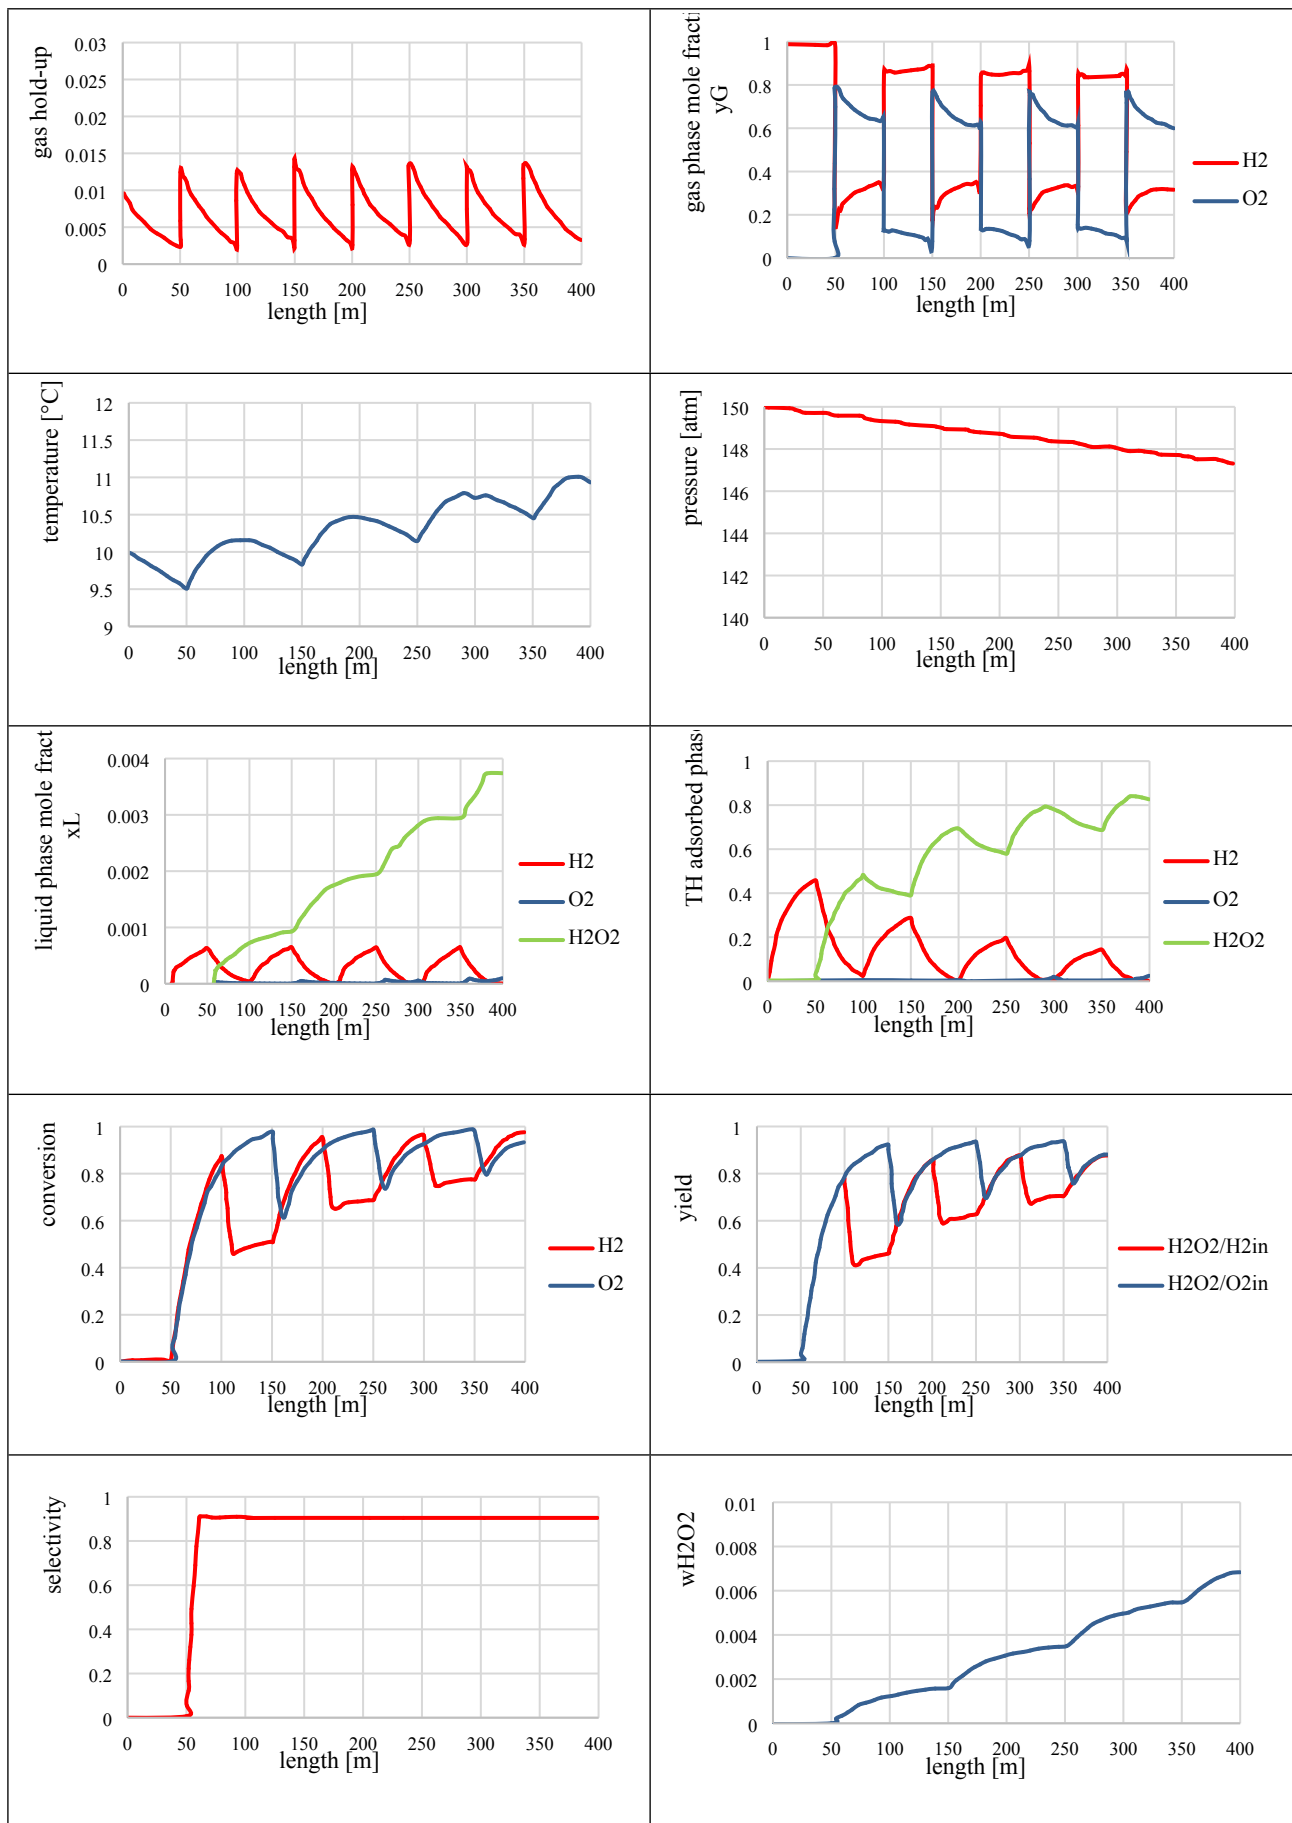 gas hold-up
0.03
0.025
0.02
0.015
0.01
0.005
0
0 50 100 150 200 250 300 350 400
length [m]
gas phase mole fracti
yG
1
0.8
0.6
0.4
0.2
0
0 50 100 150 200 250 300 350 400
length [m]
H2
O2
temperature [°C]
12
11.5
11
10.5
10
9.5
9
0 50 100 150 200 250 300 350 400
length [m]
pressure [atm]
150
148
146
144
142
140
0 50 100 150 200 250 300 350 400
length [m]
liquid phase mole fract
xL
0.004
0.003
0.002
0.001
0
0 50 100 150 200 250 300 350 400
length [m]
H2
O2
H2O2
TH adsorbed phase
1
0.8
0.6
0.4
0.2
0
0 50 100 150 200 250 300 350 400
length [m]
H2
O2
H2O2
conversion
1
0.8
0.6
0.4
0.2
0
0 50 100 150 200 250 300 350 400
length [m]
H2
O2
yield
1
0.8
0.6
0.4
0.2
0
0 50 100 150 200 250 300 350 400
length [m]
H2O2/H2in
H2O2/O2in
selectivity
1
0.8
0.6
0.4
0.2
0
0 50 100 150 200 250 300 350 400
length [m]
wH2O2
0.01
0.008
0.006
0.004
0.002
0
0 50 100 150 200 250 300 350 400
length [m]